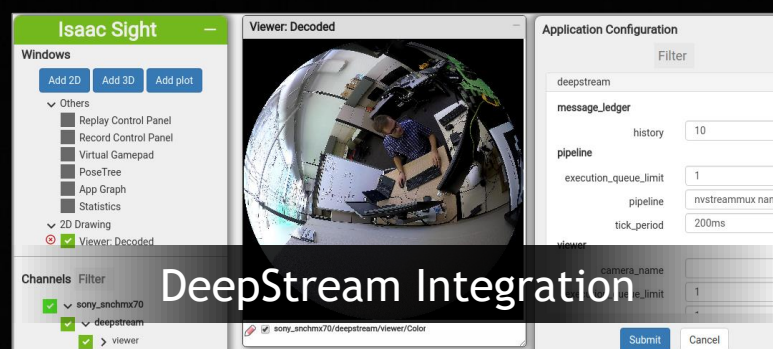 Isaac Sight
Windows
Add 2D Add 3D Add plot
Others
Replay Control Panel
Record Control Panel
Virtual Gamepad
PoseTree
App Graph
Statistics
2D Drawing
Viewer: Decoded
Channels Filter
sony_snchmx70
deepstream
viewer
Viewer: Decoded
sony_snchmx70/deepstream/viewer/Color
Application Configuration
Filter
deepstream
message_ledger
history 10
pipeline
execution_queue_limit 1
pipeline nvstreammux nam
tick_period 200ms
viewer
camera_name
1
Submit Cancel
DeepStream Integration